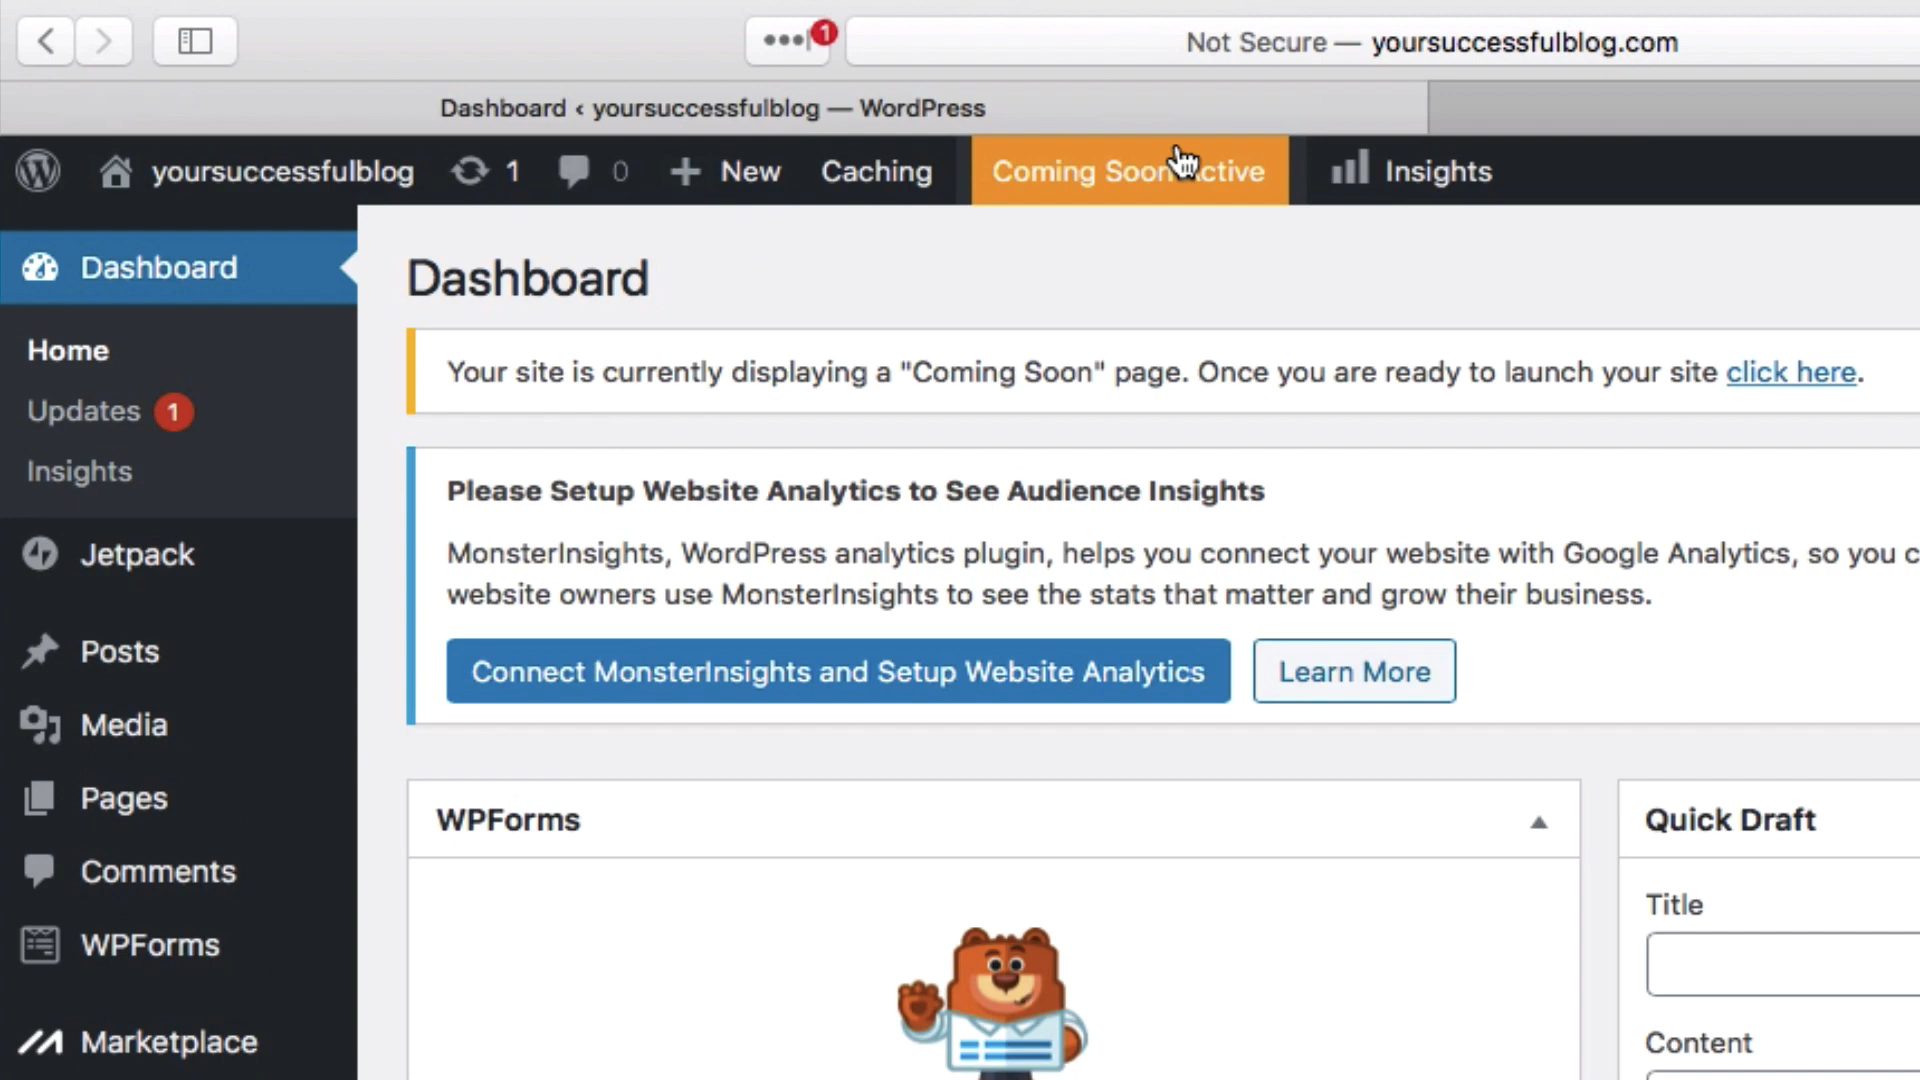 1
Not Secure — yoursuccessfulblog.com
Dashboard ‹ yoursuccessfulblog — WordPress
yoursuccessfulblog 1 0 New Caching Coming Soon Active Insights
Dashboard
Home
Updates 1
Insights
Jetpack
Posts
Media
Pages
Comments
WPForms
Marketplace
Dashboard
Your site is currently displaying a "Coming Soon" page. Once you are ready to launch your site click here.
Please Setup Website Analytics to See Audience Insights
MonsterInsights, WordPress analytics plugin, helps you connect your website with Google Analytics, so you c
website owners use MonsterInsights to see the stats that matter and grow their business.
Connect MonsterInsights and Setup Website Analytics Learn More
WPForms
Quick Draft
Title
Content